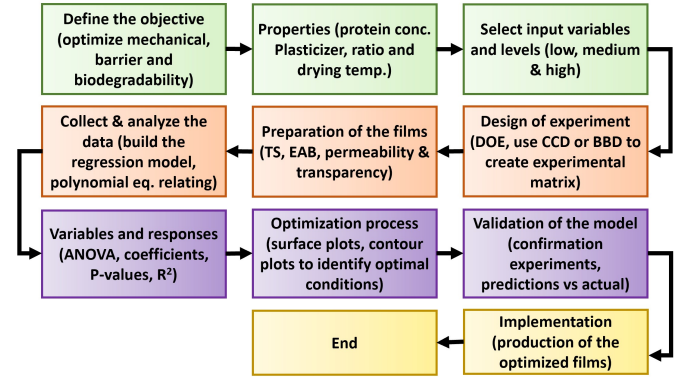 Define the objective
(optimize mechanical,
barrier and
biodegradability)
Properties (protein conc.
Plasticizer, ratio and
drying temp.)
Select input variables
and levels (low, medium
& high)
Design of experiment
(DOE, use CCD or BBD to
create experimental
matrix)
Preparation of the films
(TS, EAB, permeability &
transparency)
Collect & analyze the
data (build the
regression model,
polynomial eq. relating)
Variables and responses
(ANOVA, coefficients,
P-values, R²)
Optimization process
(surface plots, contour
plots to identify optimal
conditions)
Validation of the model
(confirmation
experiments,
predictions vs actual)
Implementation
(production of the
optimized films)
End